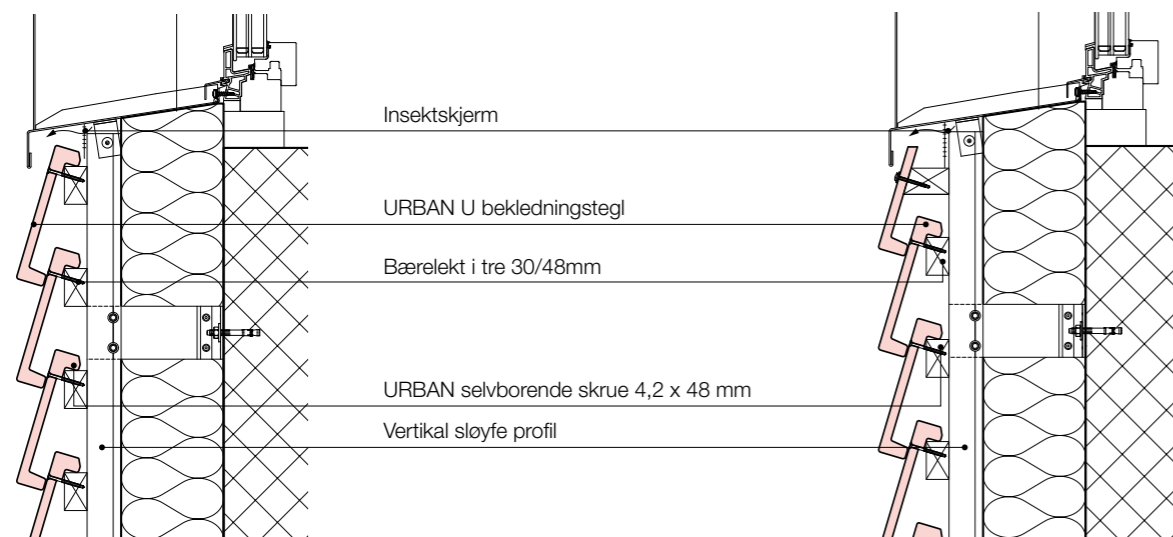 Insektskjerm
URBAN U bekledningstegl
Bærelekt i tre 30/48mm
URBAN selvborende skrue 4,2 x 48 mm
Vertikal sløyfe profil